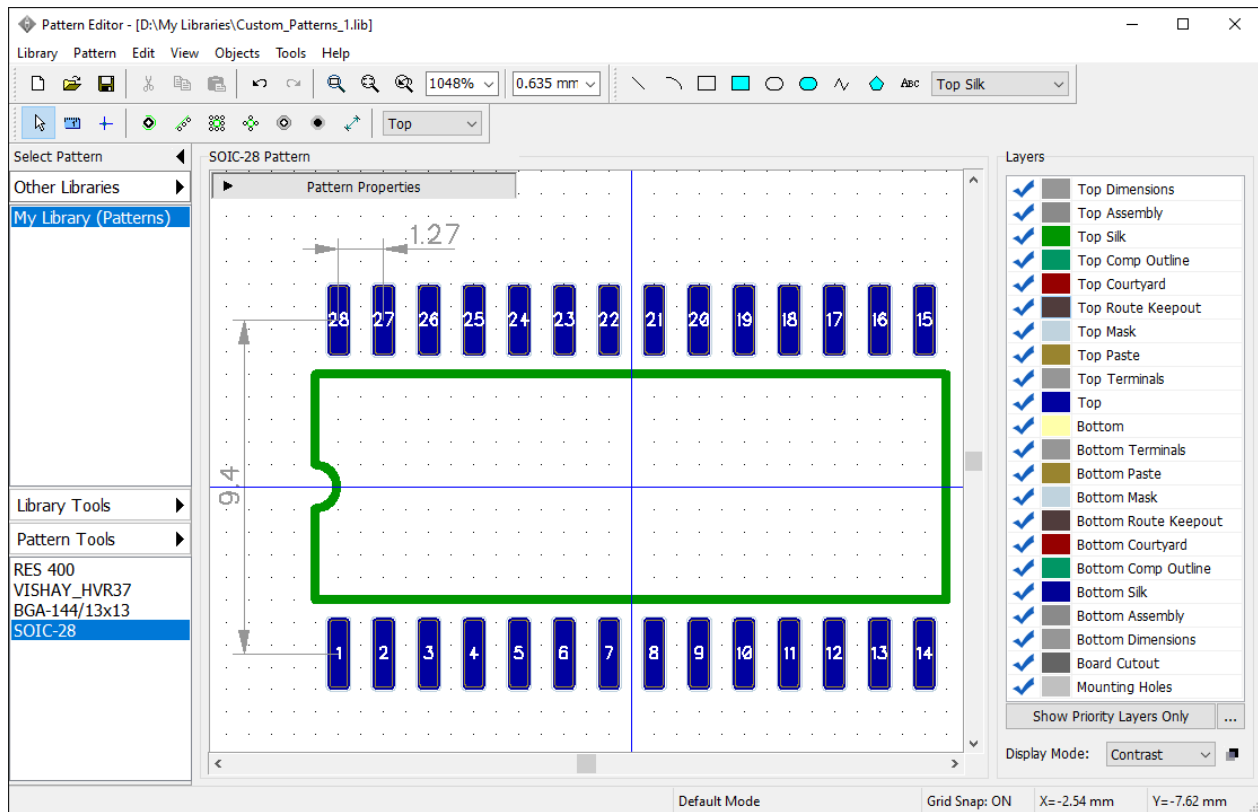 Pattern Editor - [D:\My Libraries\Custom_Patterns_1.lib]
Library Pattern Edit View Objects Tools Help
1048% 0.635 mm ABC Top Silk
Top
Select Pattern
Other Libraries
My Library (Patterns)
Library Tools
Pattern Tools
RES 400
VISHAY_HVR37
BGA-144/13x13
SOIC-28
SOIC-28 Pattern
Pattern Properties
1.27
28 27 26 25 24 23 22 21 20 19 18 17 16 15
9.4
1 2 3 4 5 6 7 8 9 10 11 12 13 14
Layers
Top Dimensions
Top Assembly
Top Silk
Top Comp Outline
Top Courtyard
Top Route Keepout
Top Mask
Top Paste
Top Terminals
Top
Bottom
Bottom Terminals
Bottom Paste
Bottom Mask
Bottom Route Keepout
Bottom Courtyard
Bottom Comp Outline
Bottom Silk
Bottom Assembly
Bottom Dimensions
Board Cutout
Mounting Holes
Show Priority Layers Only ...
Display Mode: Contrast
Default Mode Grid Snap: ON X=-2.54 mm Y=-7.62 mm